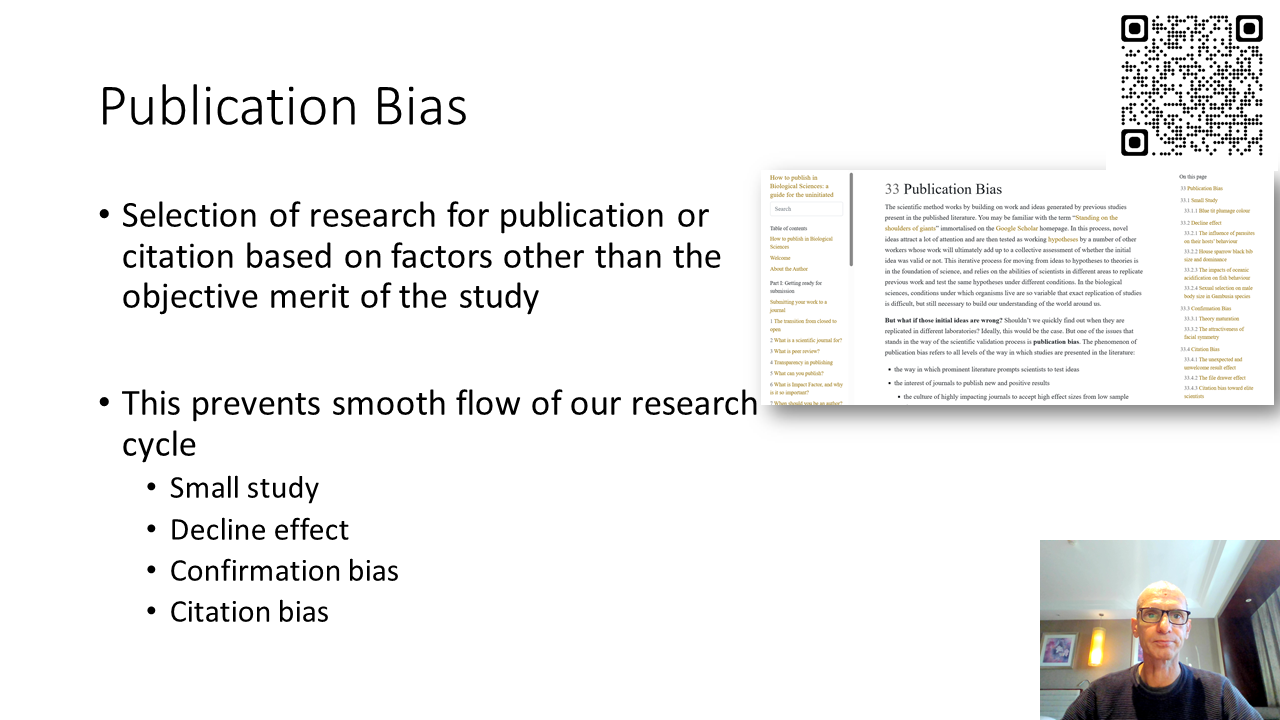 Publication Bias
• Selection of research for publication or
citation based on factors other than the
objective merit of the study
• This prevents smooth flow of our research
cycle
• Small study
• Decline effect
• Confirmation bias
• Citation bias
How to publish in
Biological Sciences: a
guide for the uninitiated
Search
Table of contents
How to publish in Biological
Sciences
Welcome
About the Author
Part I: Getting ready for
submission
Submitting your work to a
journal
1 The transition from closed to
open
2 What is a scientific journal for?
3 What is peer review?
4 Transparency in publishing
5 What can you publish?
6 What is Impact Factor, and why
is it so important?
7 When should you be an author?
33 Publication Bias
The scientific method works by building on work and ideas generated by previous studies
present in the published literature. You may be familiar with the term “Standing on the
shoulders of giants” immortalised on the Google Scholar homepage. In this process, novel
ideas attract a lot of attention and are then tested as working hypotheses by a number of other
workers whose work will ultimately add up to a collective assessment of whether the initial
idea was valid or not. This iterative process for moving from ideas to hypotheses to theories is
in the foundation of science, and relies on the abilities of scientists in different areas to replicate
previous work and test the same hypotheses under different conditions. In the biological
sciences, conditions under which organisms live are so variable that exact replication of studies
is difficult, but still necessary to build our understanding of the world around us.
But what if those initial ideas are wrong? Shouldn’t we quickly find out when they are
replicated in different laboratories? Ideally, this would be the case. But one of the issues that
stands in the way of the scientific validation process is publication bias. The phenomenon of
publication bias refers to all levels of the way in which studies are presented in the literature:
• the way in which prominent literature prompts scientists to test ideas
• the interest of journals to publish new and positive results
• the culture of highly impacting journals to accept high effect sizes from low sample
On this page
33 Publication Bias
33.1 Small Study
33.1.1 Blue tit plumage colour
33.2 Decline effect
33.2.1 The influence of parasites
on their hosts' behaviour
33.2.2 House sparrow black bib
size and dominance
33.2.3 The impacts of oceanic
acidification on fish behaviour
33.2.4 Sexual selection on male
body size in Gambusia species
33.3 Confirmation Bias
33.3.1 Theory maturation
33.3.2 The attractiveness of
facial symmetry
33.4 Citation Bias
33.4.1 The unexpected and
unwelcome result effect
33.4.2 The file drawer effect
33.4.3 Citation bias toward elite
scientists